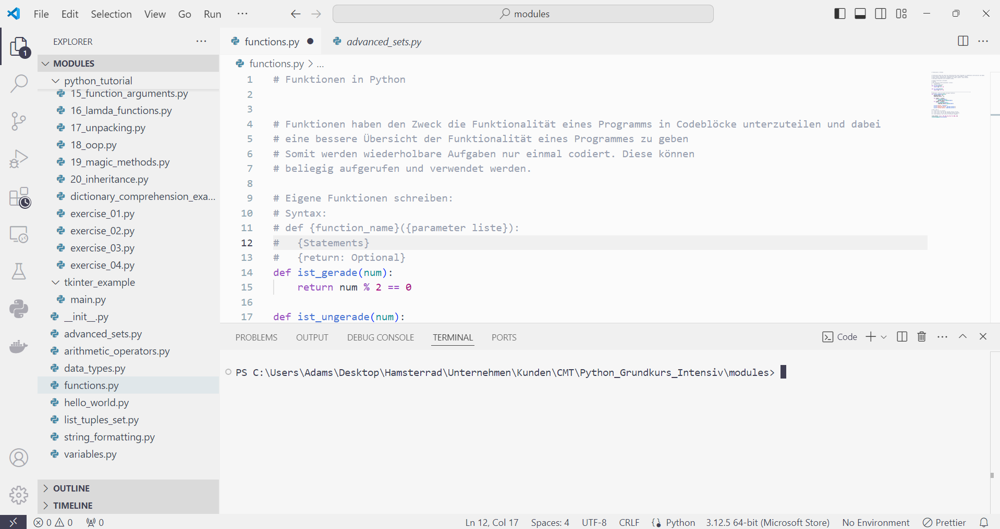 File Edit Selection View Go Run ···
modules
EXPLORER ···
MODULES
python_tutorial
15_function_arguments.py
16_lamda_functions.py
17_unpacking.py
18_oop.py
19_magic_methods.py
20_inheritance.py
dictionary_comprehension_exa...
exercise_01.py
exercise_02.py
exercise_03.py
exercise_04.py
tkinter_example
main.py
__init__.py
advanced_sets.py
arithmetic_operators.py
data_types.py
functions.py
hello_world.py
list_tuples_set.py
string_formatting.py
variables.py
OUTLINE
TIMELINE
1
functions.py
advanced_sets.py
functions.py > ...
1 # Funktionen in Python
2
3
4 # Funktionen haben den Zweck die Funktionalität eines Programms in Codeblöcke unterzuteilen und dabei
5 # eine bessere Übersicht der Funktionalität eines Programmes zu geben
6 # Somit werden wiederholbare Aufgaben nur einmal codiert. Diese können
7 # beliegig aufgerufen und verwendet werden.
8
9 # Eigene Funktionen schreiben:
10 # Syntax:
11 # def {function_name}({parameter liste}):
12 #   {Statements}
13 #   {return: Optional}
14 def ist_gerade(num):
15     return num % 2 == 0
16
17 def ist_ungerade(num):
PROBLEMS OUTPUT DEBUG CONSOLE TERMINAL PORTS
Code
PS C:\Users\Adams\Desktop\Hamsterrad\Unternehmen\Kunden\CMT\Python_Grundkurs_Intensiv\modules>
0 0 0
Ln 12, Col 17 Spaces: 4 UTF-8 CRLF Python 3.12.5 64-bit (Microsoft Store) No Environment Prettier